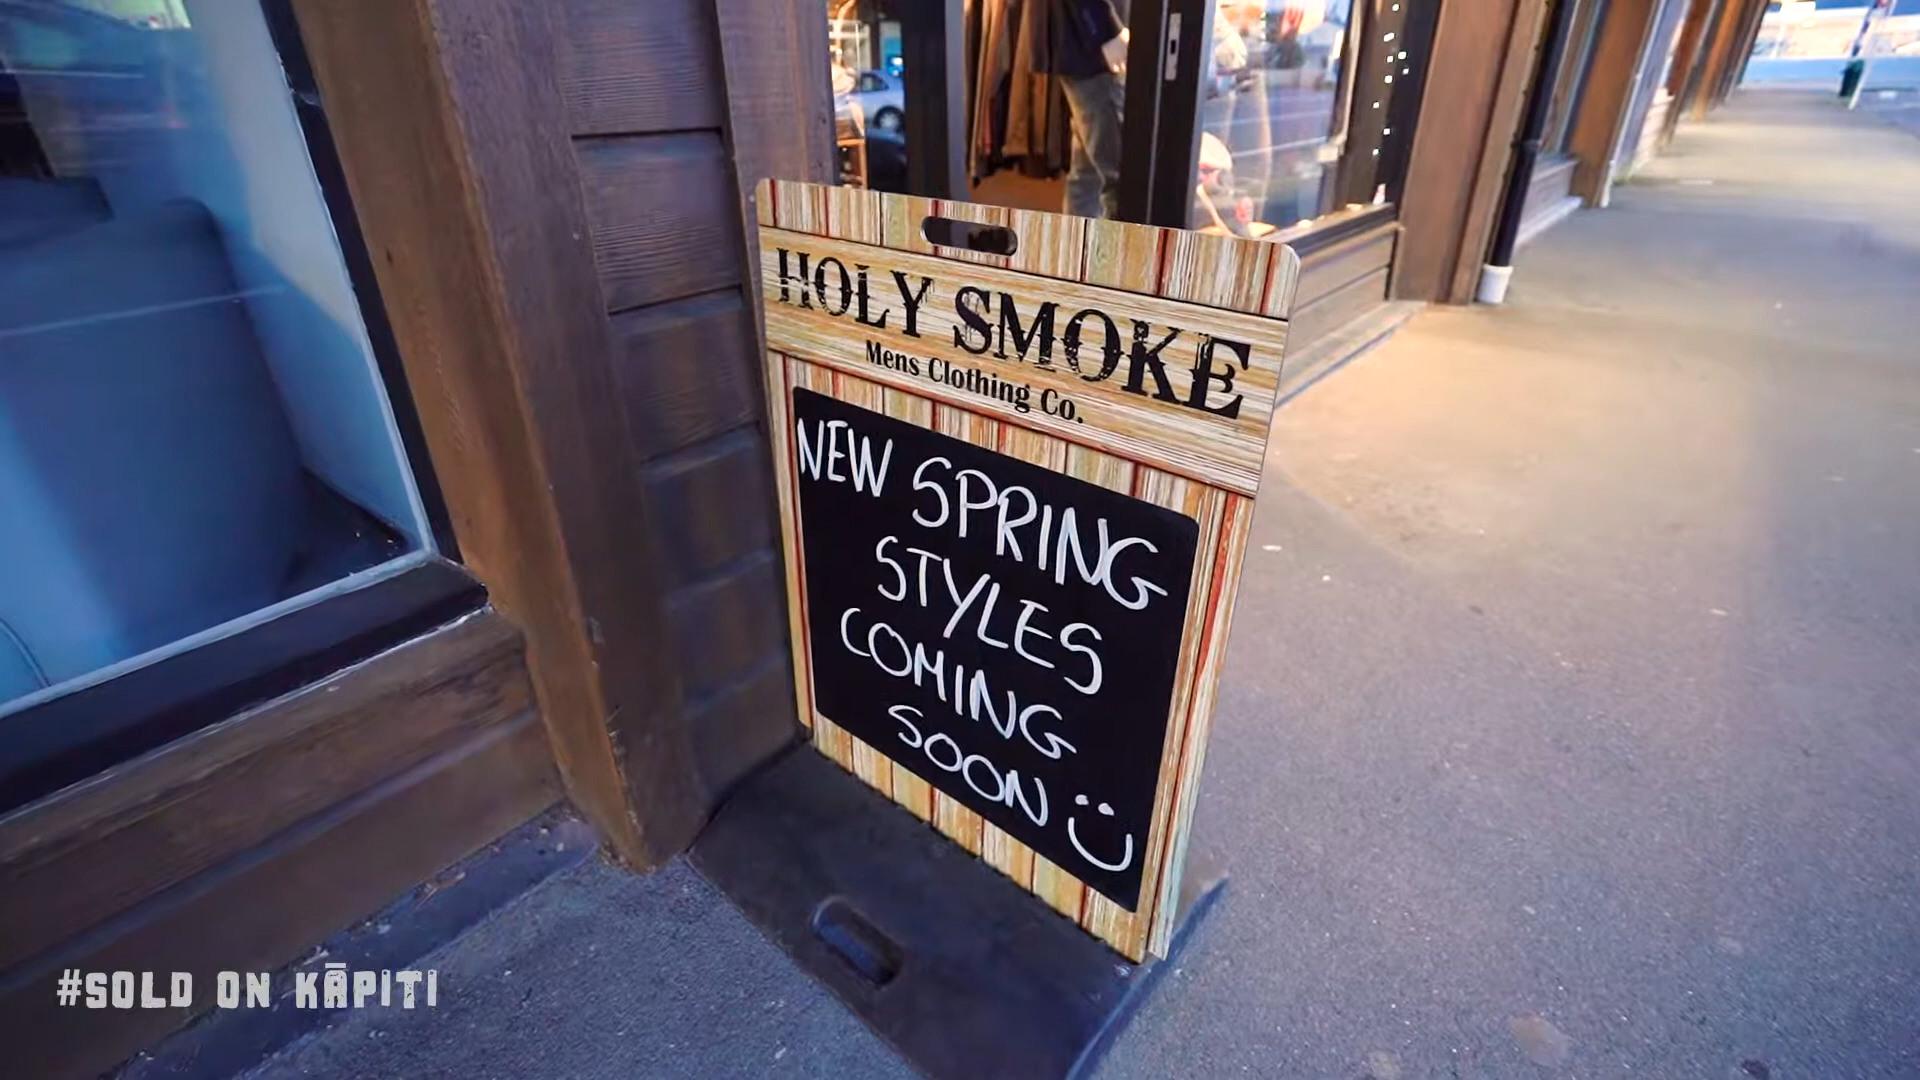 HOLY SMOKE
Mens Clothing Co.
NEW SPRING
STYLES
COMING
SOON
#SOLD ON KĀPITI